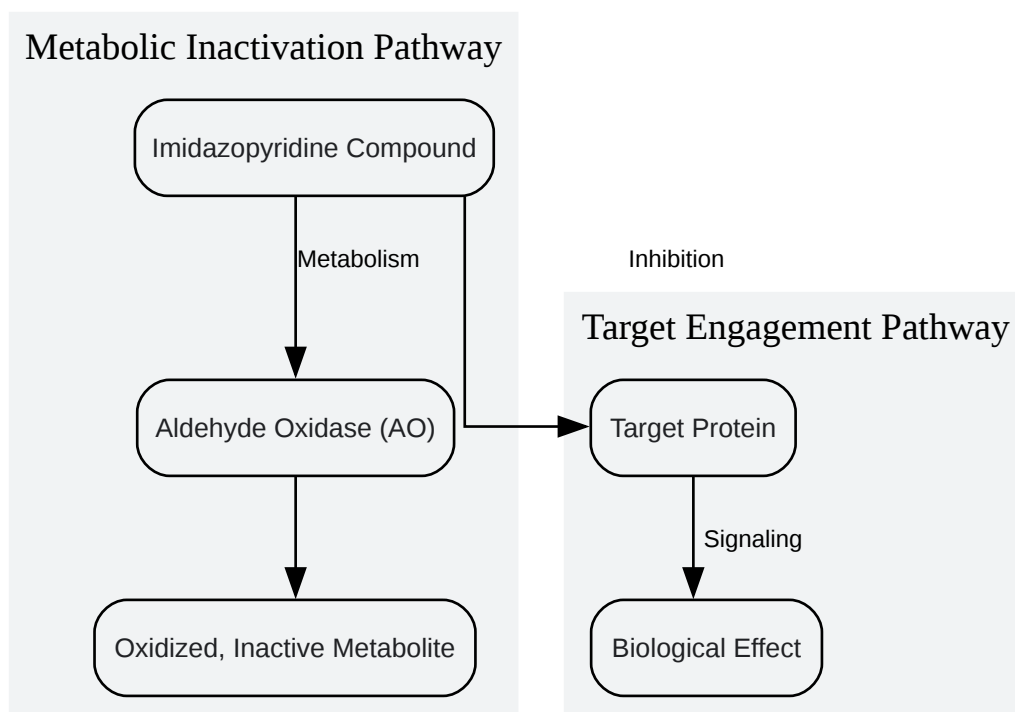 Metabolic Inactivation Pathway
Imidazopyridine Compound
Metabolism
Inhibition
Target Engagement Pathway
Aldehyde Oxidase (AO)
Target Protein
Signaling
Oxidized, Inactive Metabolite
Biological Effect